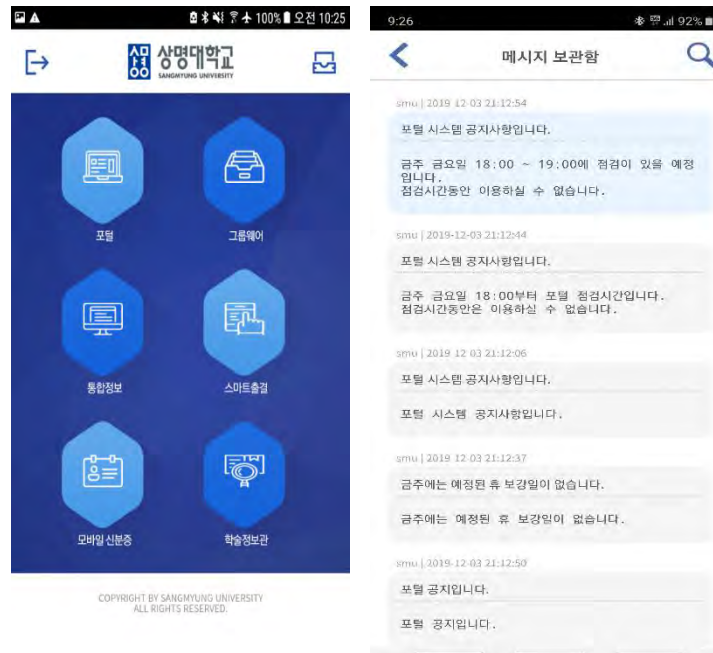 100% 오전 10:25
상명
상명대학교
SANGMYUNG UNIVERSITY
포털
그룹웨어
통합정보
스마트출결
모바일 신분증
학술정보관
COPYRIGHT BY SANGMYUNG UNIVERSITY
ALL RIGHTS RESERVED.
9:26
92%
메시지 보관함
smu | 2019-12-03 21:12:54
포털 시스템 공지사항입니다.
금주 금요일 18:00 ~ 19:00에 점검이 있을 예정
입니다.
점검시간동안 이용하실 수 없습니다.
smu | 2019-12-03 21:12:44
포털 시스템 공지사항입니다.
금주 금요일 18:00부터 포털 점검시간입니다.
점검시간동안은 이용하실 수 없습니다.
smu | 2019-12-03 21:12:06
포털 시스템 공지사항입니다.
포털 시스템 공지사항입니다.
smu | 2019-12-03 21:12:37
금주에는 예정된 휴 보강일이 없습니다.
금주에는 예정된 휴 보강일이 없습니다.
smu | 2019-12-03 21:12:50
포털 공지입니다.
포털 공지입니다.